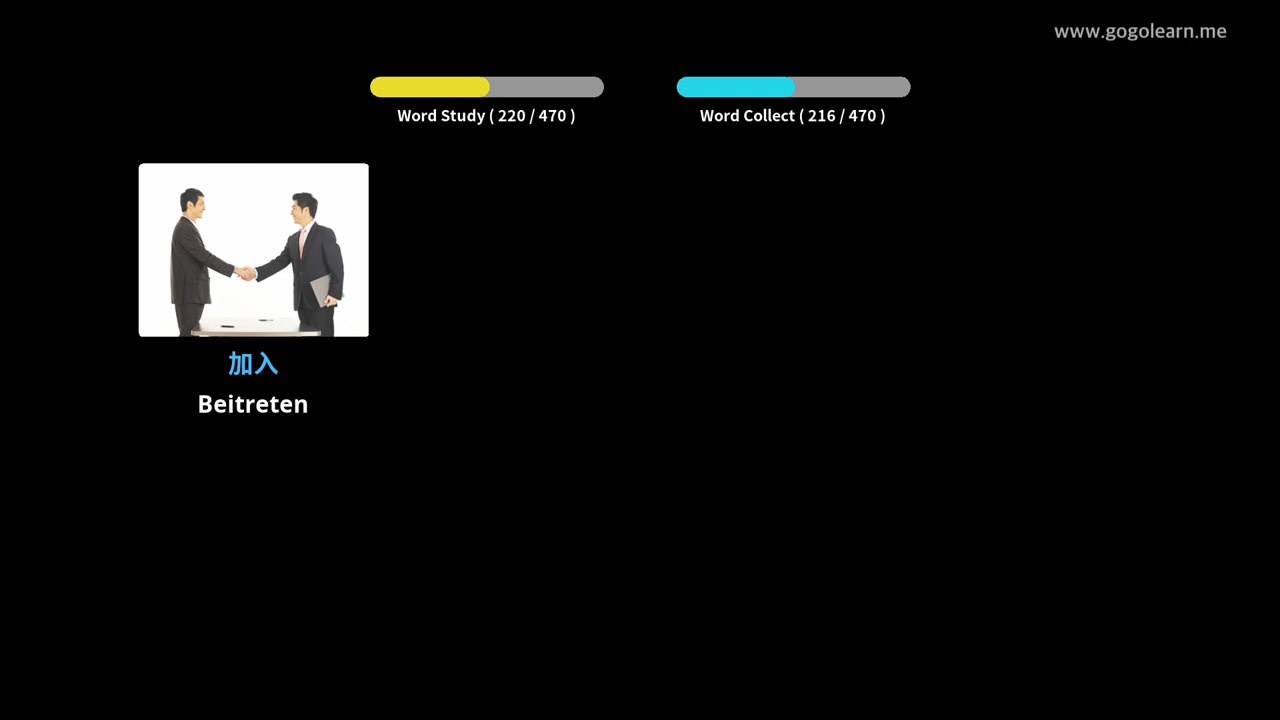 www.gogolearn.me
Word Study ( 220 / 470 )
Word Collect ( 216 / 470 )
加入
Beitreten